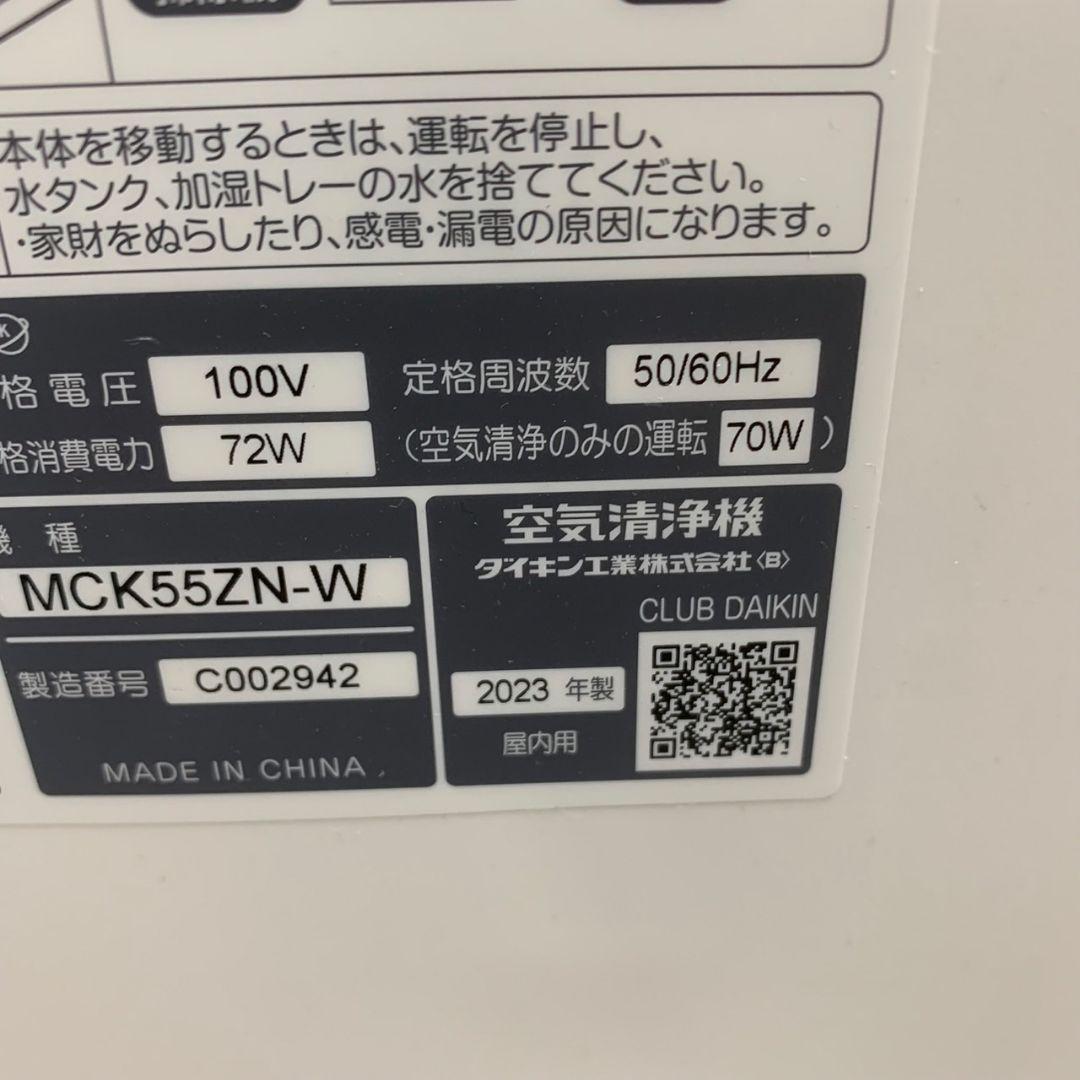 本体を移動するときは、運転を停止し、
水タンク、加湿トレーの水を捨ててください。
・家財をぬらしたり、感電・漏電の原因になります。
格電圧 100V 定格周波数 50/60Hz
格消費電力 72W (空気清浄のみの運転 70W)
機種
MCK55ZN-W
製造番号 C002942
MADE IN CHINA
空気清浄機
ダイキン工業株式会社〈B〉
CLUB DAIKIN
2023 年製
屋内用